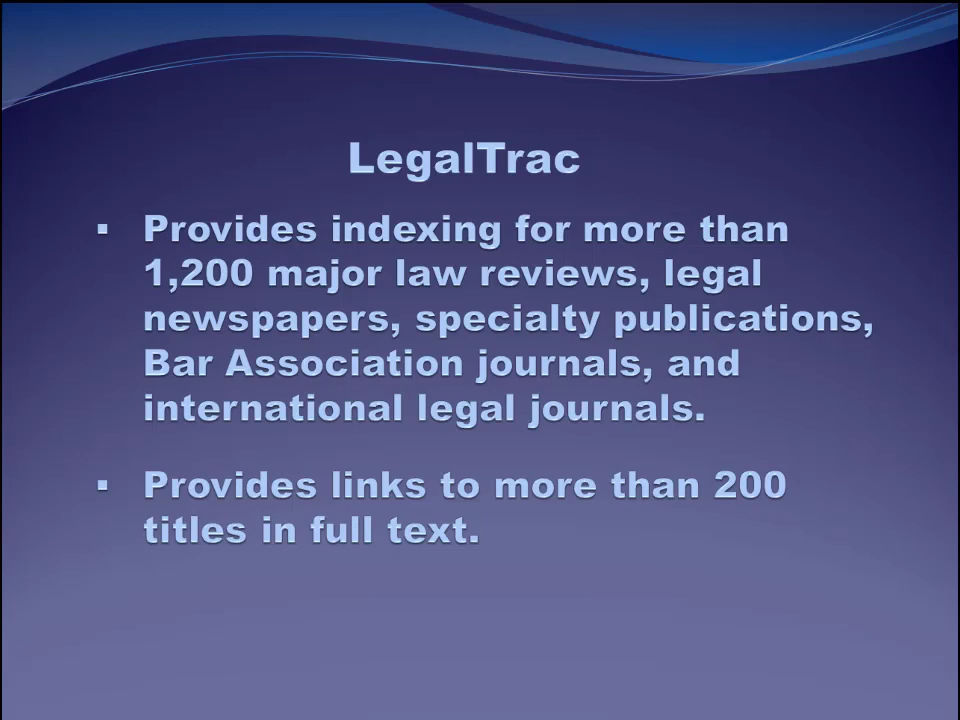 LegalTrac
▪ Provides indexing for more than
1,200 major law reviews, legal
newspapers, specialty publications,
Bar Association journals, and
international legal journals.
▪ Provides links to more than 200
titles in full text.